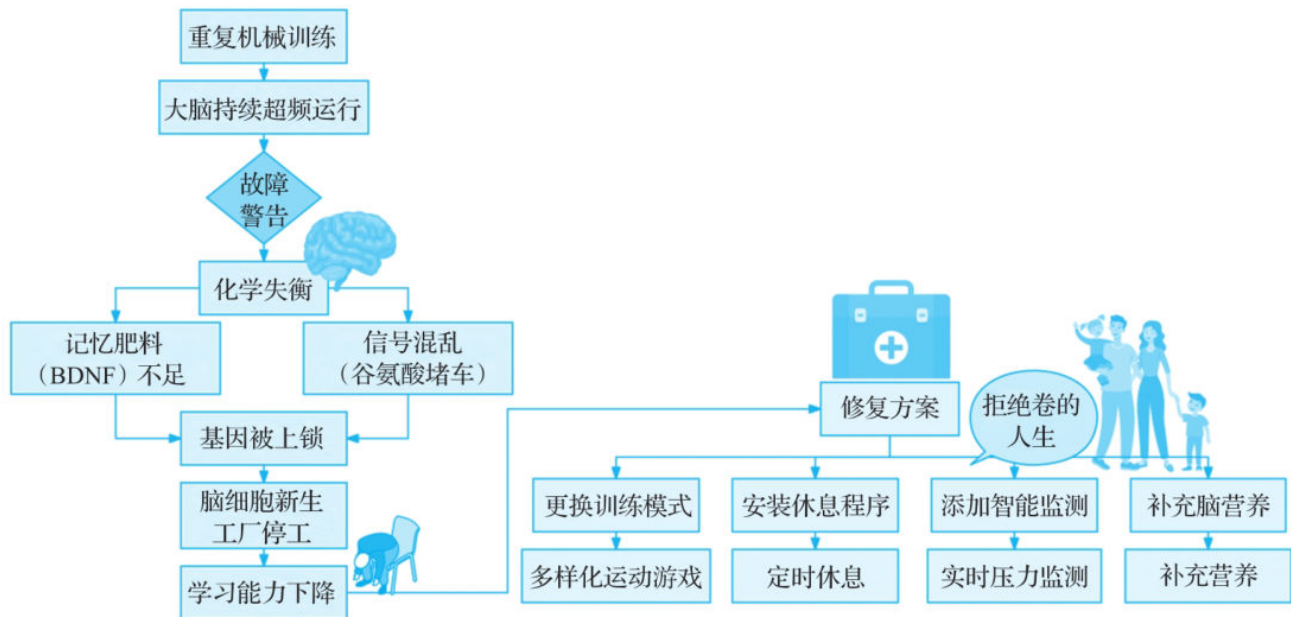 重复机械训练
大脑持续超频运行
故障
警告
化学失衡
记忆肥料
（BDNF）不足
信号混乱
（谷氨酸堵车）
基因被上锁
脑细胞新生
工厂停工
学习能力下降
修复方案
拒绝卷的
人生
更换训练模式
安装休息程序
添加智能监测
补充脑营养
多样化运动游戏
定时休息
实时压力监测
补充营养